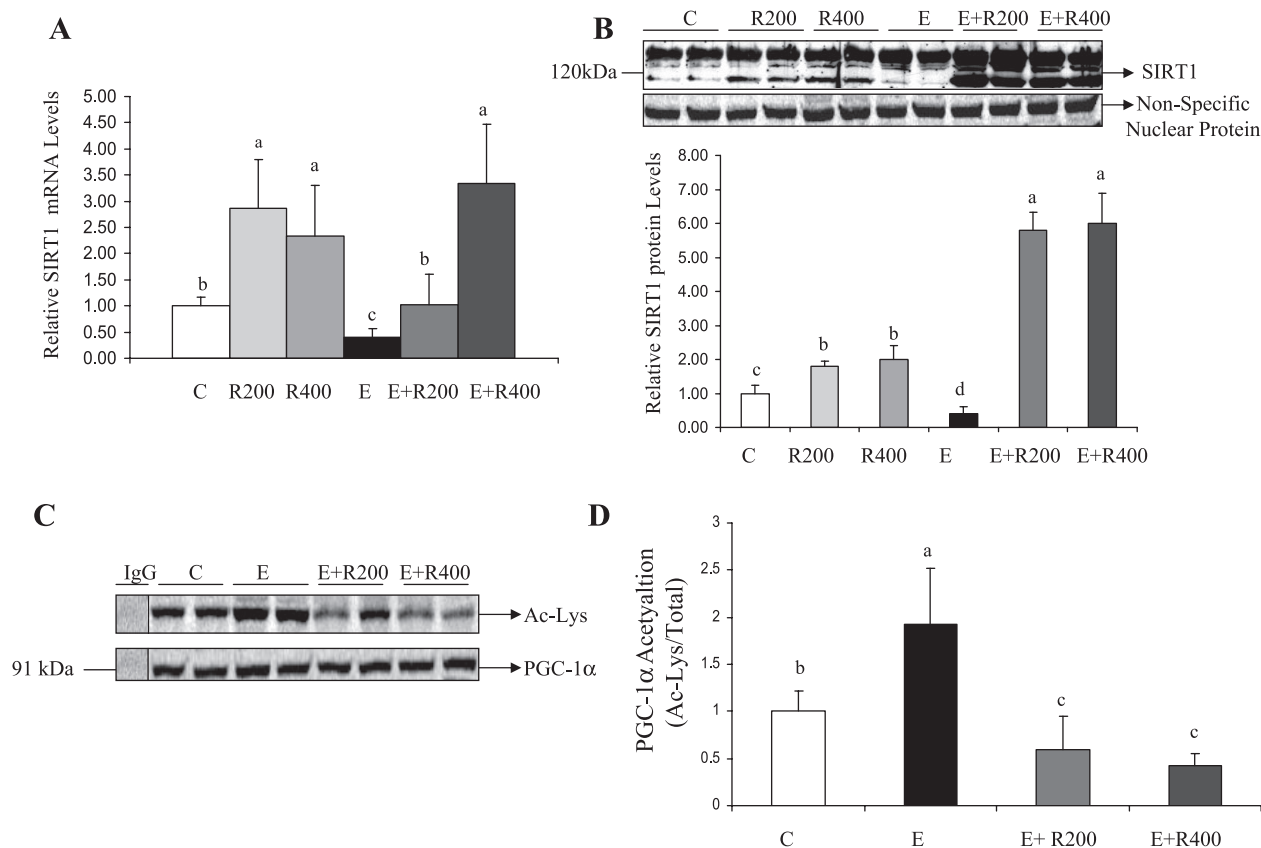 A
Relative SIRT1 mRNA Levels
5.00
4.50
4.00
3.50
3.00
2.50
2.00
1.50
1.00
0.50
0.00
b
a
a
c
b
a
C R200 R400 E E+R200 E+R400
B
C R200 R400 E E+R200 E+R400
120kDa
SIRT1
Non-Specific
Nuclear Protein
Relative SIRT1 protein Levels
8.00
7.00
6.00
5.00
4.00
3.00
2.00
1.00
0.00
c
b
b
d
a
a
C R200 R400 E E+R200 E+R400
C
IgG C E E+R200 E+R400
Ac-Lys
91 kDa
PGC-1α
D
PGC-1α Acetyaltion
(Ac-Lys/Total)
3
2.5
2
1.5
1
0.5
0
b
a
c
c
C E E+ R200 E+R400